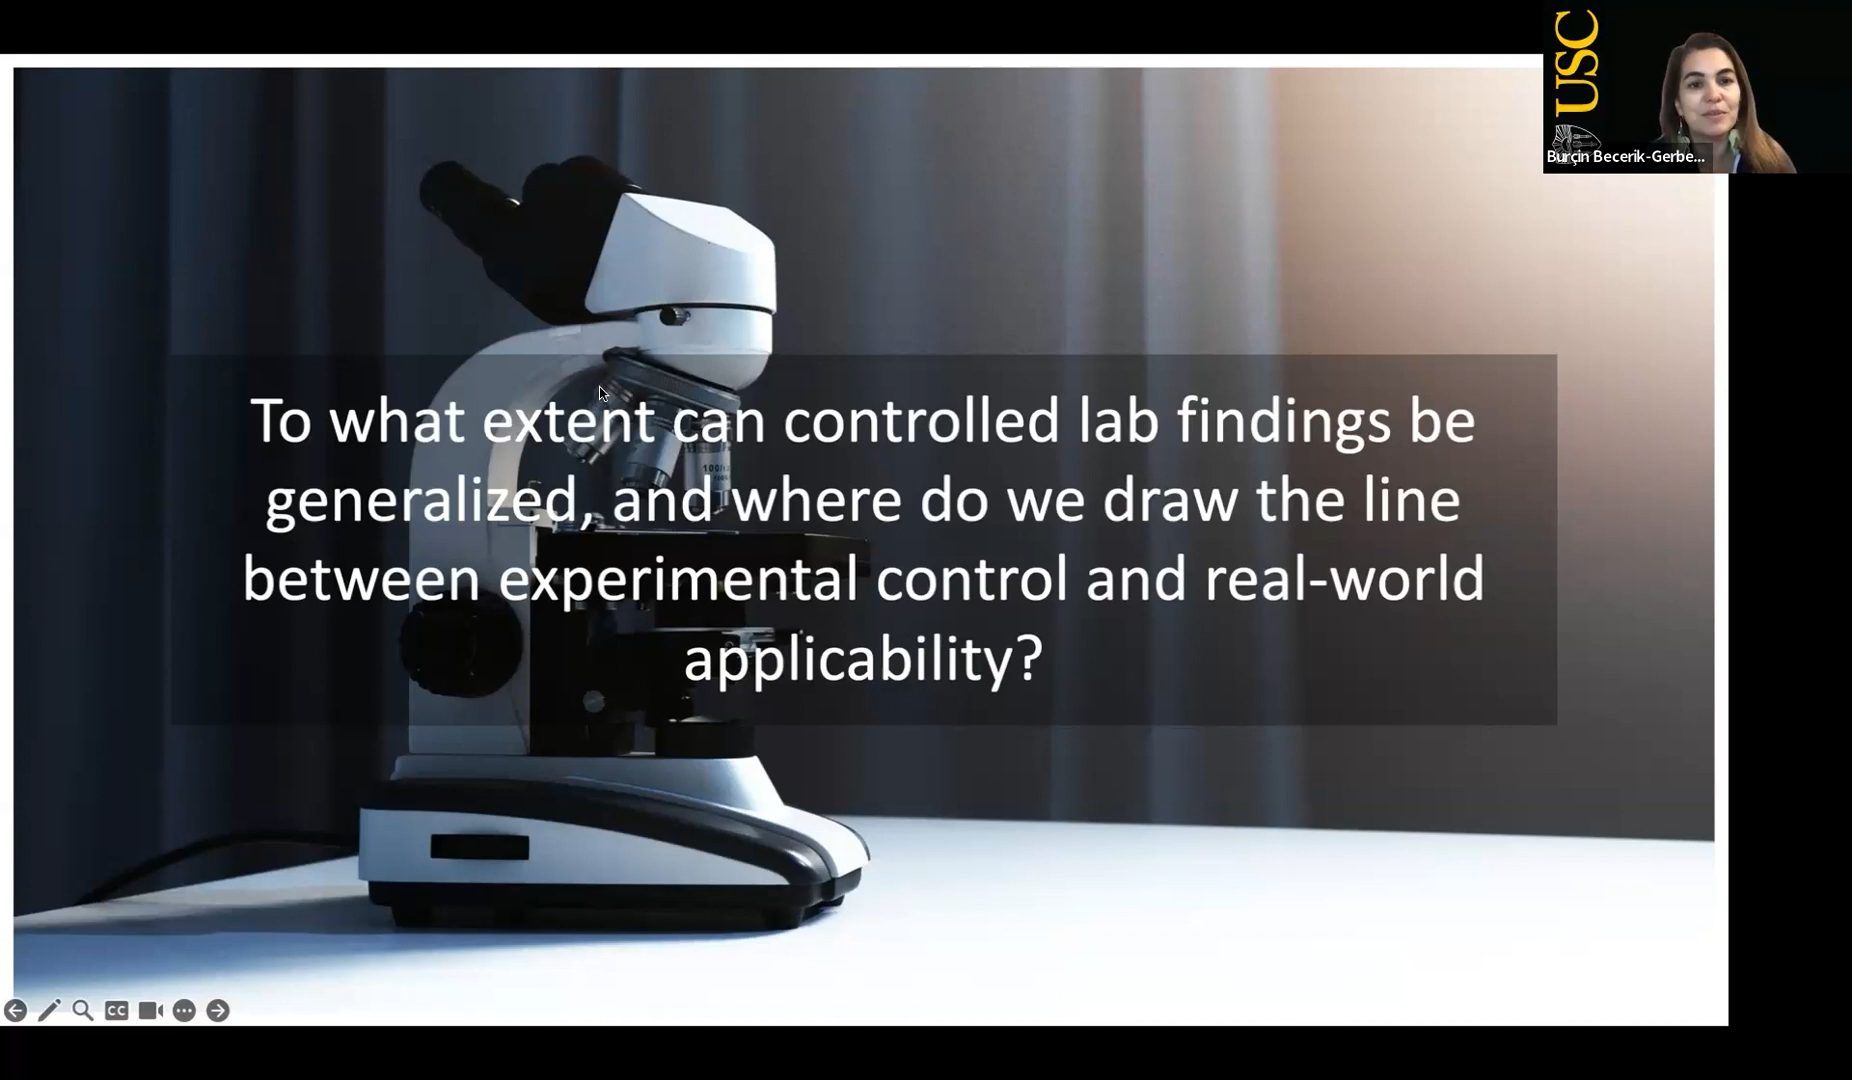 USC
Burçin Becerik-Gerbe...
To what extent can controlled lab findings be
generalized, and where do we draw the line
between experimental control and real-world
applicability?
CC